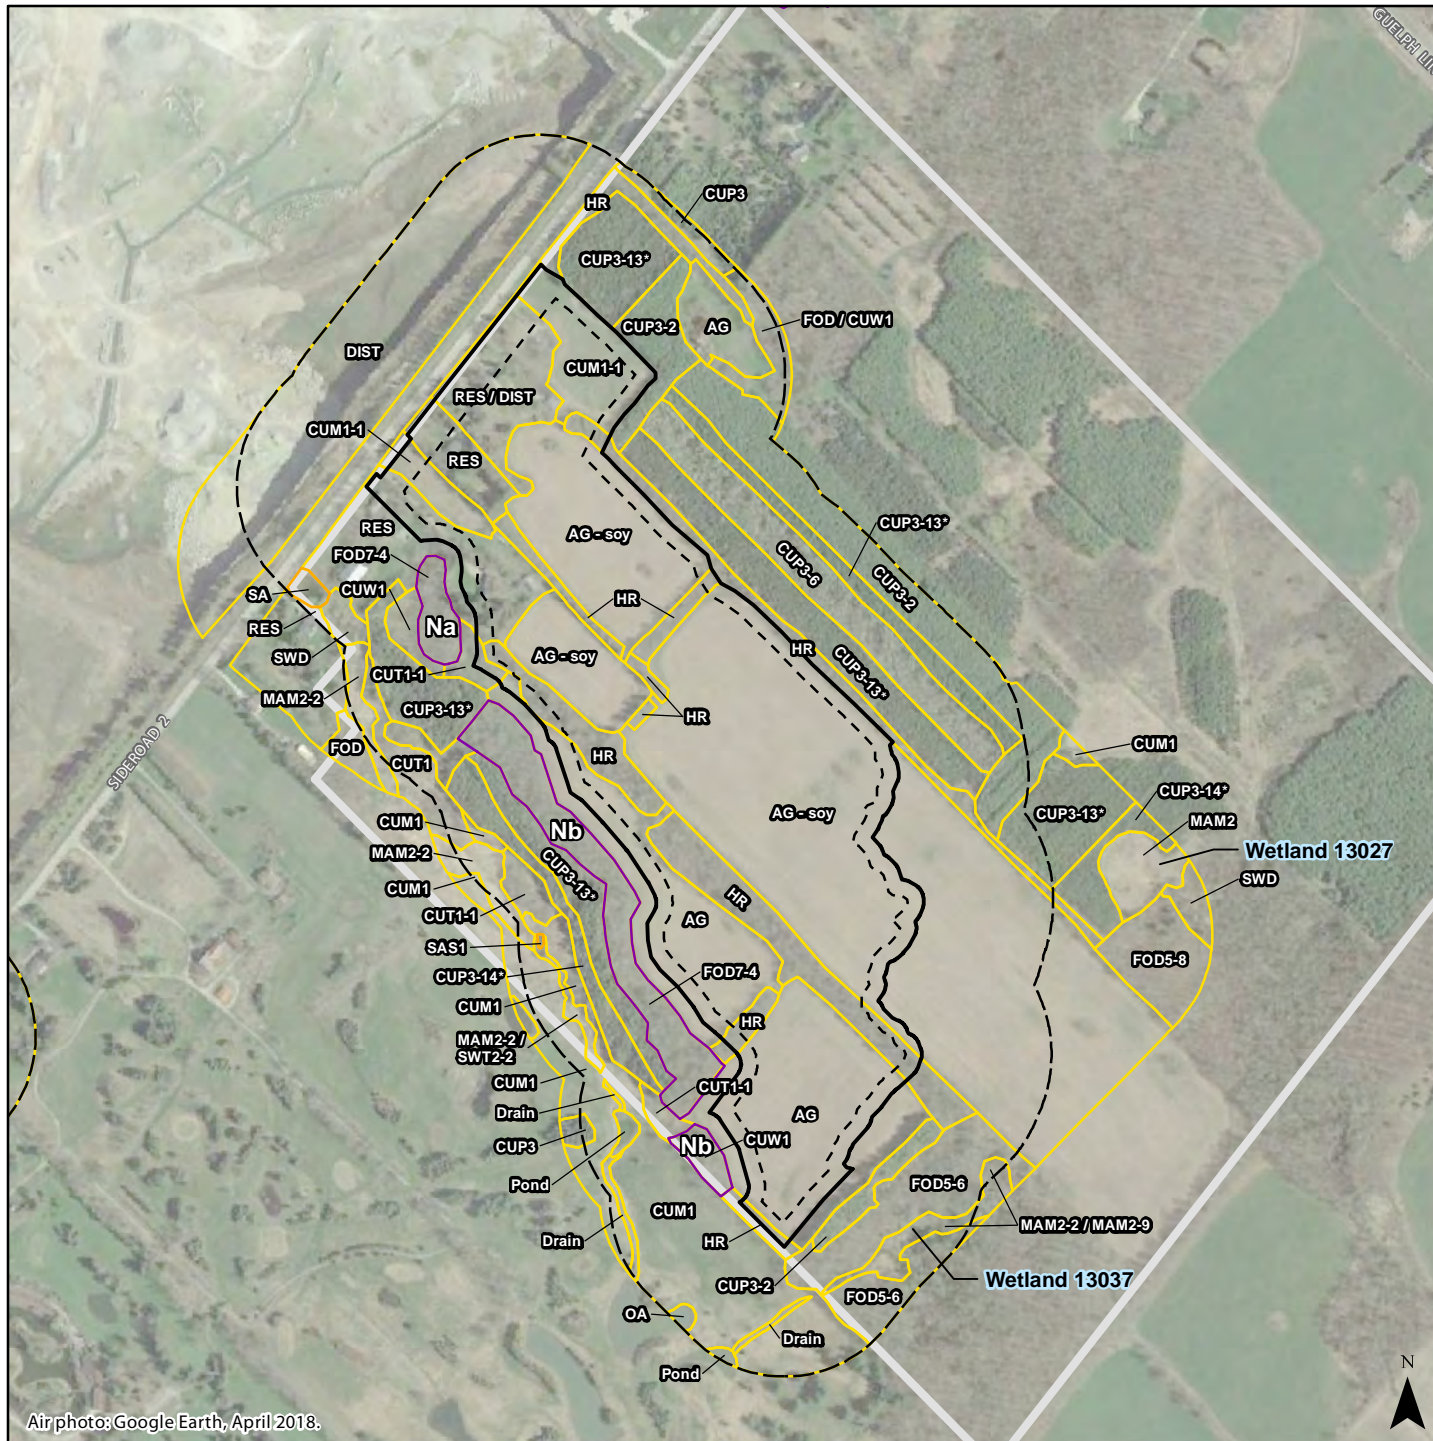 GUELPH LIN
CUP3
HR
CUP3-13*
CUP3-2
AG
FOD / CUW1
DIST
CUM1-1
RES / DIST
CUM1-1
RES
AG - soy
CUP3-13*
RES
FOD7-4
CUP3-6
CUP3-2
SA
CUW1
HR
Na
RES
SWD
AG - soy
HR
CUP3-13*
CUT1-1
MAM2-2
CUP3-13*
HR
SIDEROAD 2
FOD
CUT1
HR
CUM1
CUP3-14*
CUP3-13*
MAM2
AG - soy
CUM1
Nb
Wetland 13027
MAM2-2
CUP3-13*
SWD
CUM1
HR
CUT1-1
AG
SAS1
FOD5-8
CUP3-14*
FOD7-4
CUM1
HR
MAM2-2 /
SWT2-2
CUM1
CUT1-1
Drain
AG
CUP3
Nb
CUW1
Pond
FOD5-6
CUM1
MAM2-2 / MAM2-9
Drain
HR
CUP3-2
Wetland 13037
FOD5-6
OA
Drain
Pond
N
Air photo: Google Earth, April 2018.